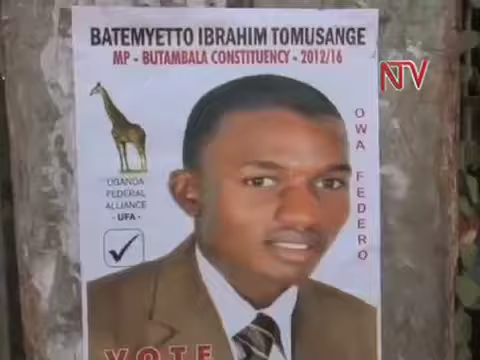 BATEMYETTO IBRAHIM TOMUSANGE
MP - BUTAMBALA CONSTITUENCY - 2012/16
NTV
OWA FEDERO
UGANDA
FEDERAL
ALLIANCE
- UFA -
VOTE